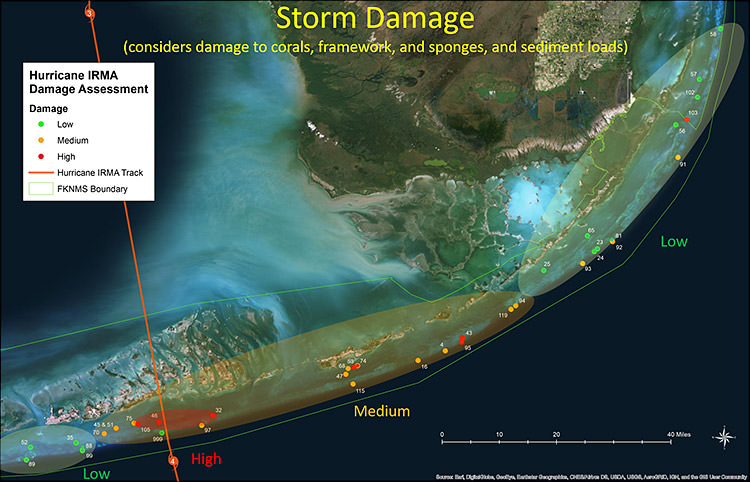 Storm Damage
(considers damage to corals, framework, and sponges, and sediment loads)
3
58
Hurricane IRMA
Damage Assessment
Damage
Low
Medium
High
Hurricane IRMA Track
FKNMS Boundary
57
102
103
56
91
65
81
23
92
24
25
93
Low
94
119
43
4
95
16
53
74
68
47
115
Medium
32
46
75
43 & 51
105
70
97
999
35
52
88
99
89
4
High
Low
0
10
20
40 Miles
N
Source: Esri, DigitalGlobe, GeoEye, Earthstar Geographics, CNES/Airbus DS, USDA, USGS, AeroGRID, IGN, and the GIS User Community